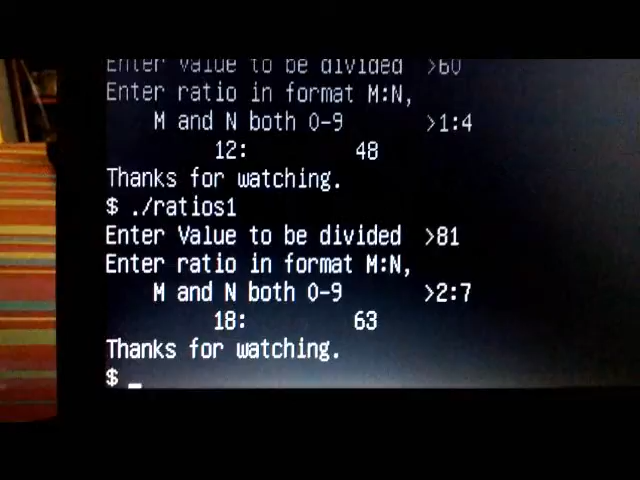 Enter Value to be divided >60
Enter ratio in format M:N,
M and N both 0-9 >1:4
12: 48
Thanks for watching.
$ ./ratios1
Enter Value to be divided >81
Enter ratio in format M:N,
M and N both 0-9 >2:7
18: 63
Thanks for watching.
$ _